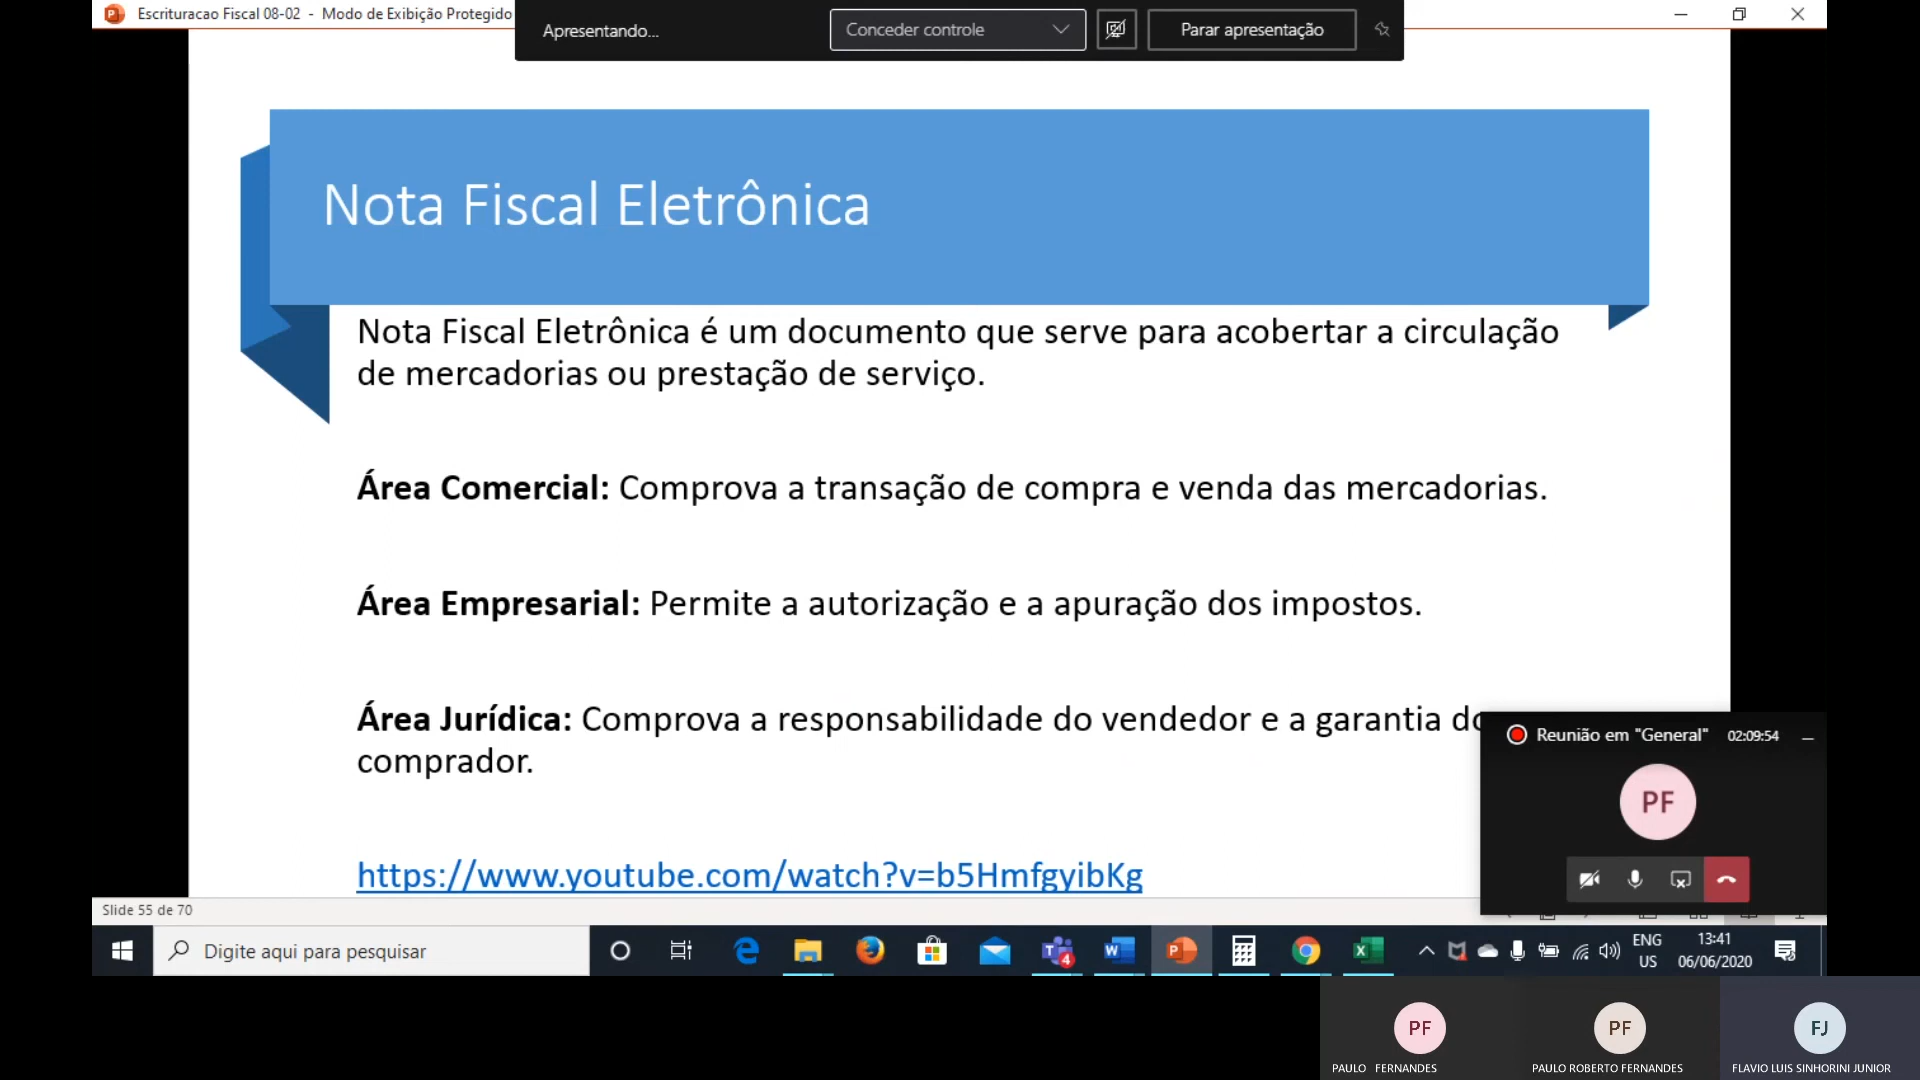 Escrituracao Fiscal 08-02 - Modo de Exibição Protegido
Apresentando...
Conceder controle
Parar apresentação
Nota Fiscal Eletrônica
Nota Fiscal Eletrônica é um documento que serve para acobertar a circulação
de mercadorias ou prestação de serviço.
Área Comercial: Comprova a transação de compra e venda das mercadorias.
Área Empresarial: Permite a autorização e a apuração dos impostos.
Área Jurídica: Comprova a responsabilidade do vendedor e a garantia do
comprador.
https://www.youtube.com/watch?v=b5HmfgyibKg
Reunião em "General" 02:09:54
PF
Slide 55 de 70
Digite aqui para pesquisar
4
ENG
US
13:41
06/06/2020
PF
PAULO FERNANDES
PF
PAULO ROBERTO FERNANDES
FJ
FLAVIO LUIS SINHORINI JUNIOR